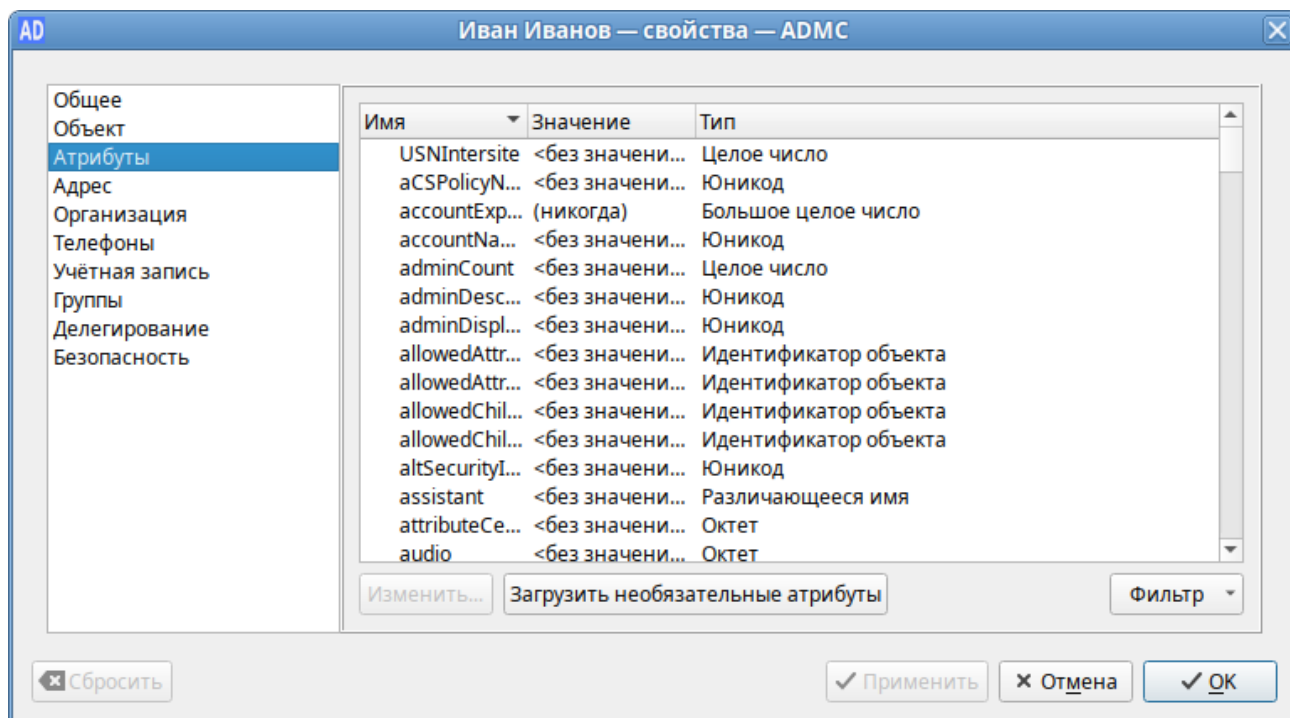 AD Иван Иванов — свойства — ADMC
Общее
Объект
Атрибуты
Адрес
Организация
Телефоны
Учётная запись
Группы
Делегирование
Безопасность
Имя Значение Тип
USNIntersite <без значени... Целое число
aCSPolicyN... <без значени... Юникод
accountExp... (никогда) Большое целое число
accountNa... <без значени... Юникод
adminCount <без значени... Целое число
adminDesc... <без значени... Юникод
adminDispl... <без значени... Юникод
allowedAttr... <без значени... Идентификатор объекта
allowedAttr... <без значени... Идентификатор объекта
allowedChil... <без значени... Идентификатор объекта
allowedChil... <без значени... Идентификатор объекта
altSecurityI... <без значени... Юникод
assistant <без значени... Различающееся имя
attributeCe... <без значени... Октет
audio <без значени... Октет
Изменить... Загрузить необязательные атрибуты Фильтр
Сбросить Применить Отмена OK